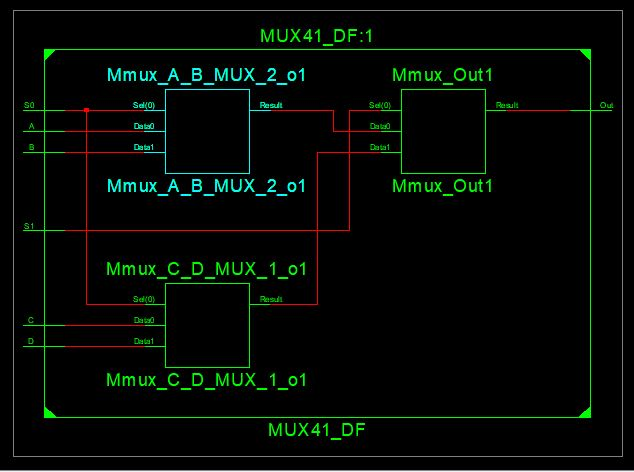 MUX41_DF:1
Mmux_A_B_MUX_2_o1
Mmux_Out1
S0
Sel(0)
Result
Sel(0)
Result
Out
A
Data0
Data0
B
Data1
Data1
Mmux_A_B_MUX_2_o1
Mmux_Out1
S1
Mmux_C_D_MUX_1_o1
Sel(0)
Result
C
Data0
D
Data1
Mmux_C_D_MUX_1_o1
MUX41_DF